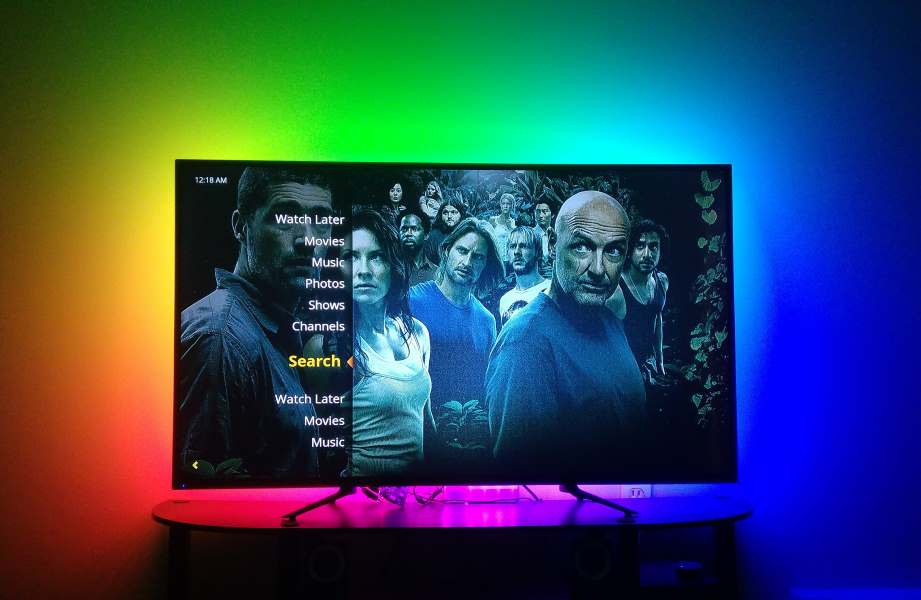 12:18 AM
Watch Later
Movies
Music
Photos
Shows
Channels
Search
Watch Later
Movies
Music